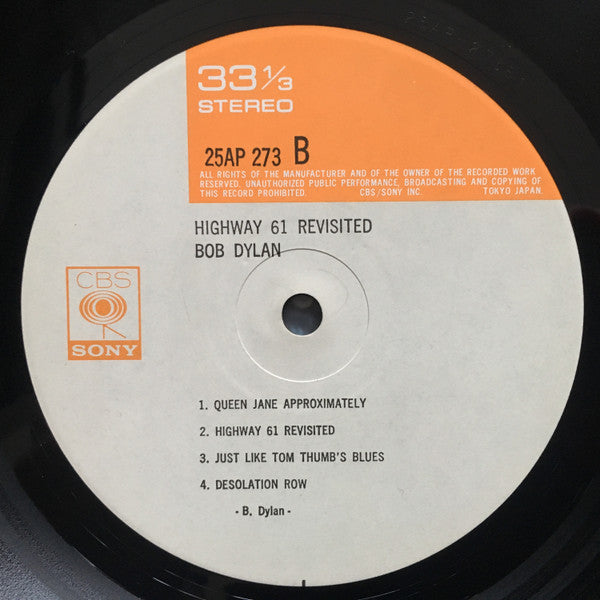 33 1/3
STEREO
25AP 273 B
ALL RIGHTS OF THE MANUFACTURER AND OF THE OWNER OF THE RECORDED WORK
RESERVED. UNAUTHORIZED PUBLIC PERFORMANCE, BROADCASTING AND COPYING OF
THIS RECORD PROHIBITED. CBS/SONY INC. TOKYO JAPAN.
HIGHWAY 61 REVISITED
BOB DYLAN
CBS
SONY
1. QUEEN JANE APPROXIMATELY
2. HIGHWAY 61 REVISITED
3. JUST LIKE TOM THUMB'S BLUES
4. DESOLATION ROW
- B. Dylan -